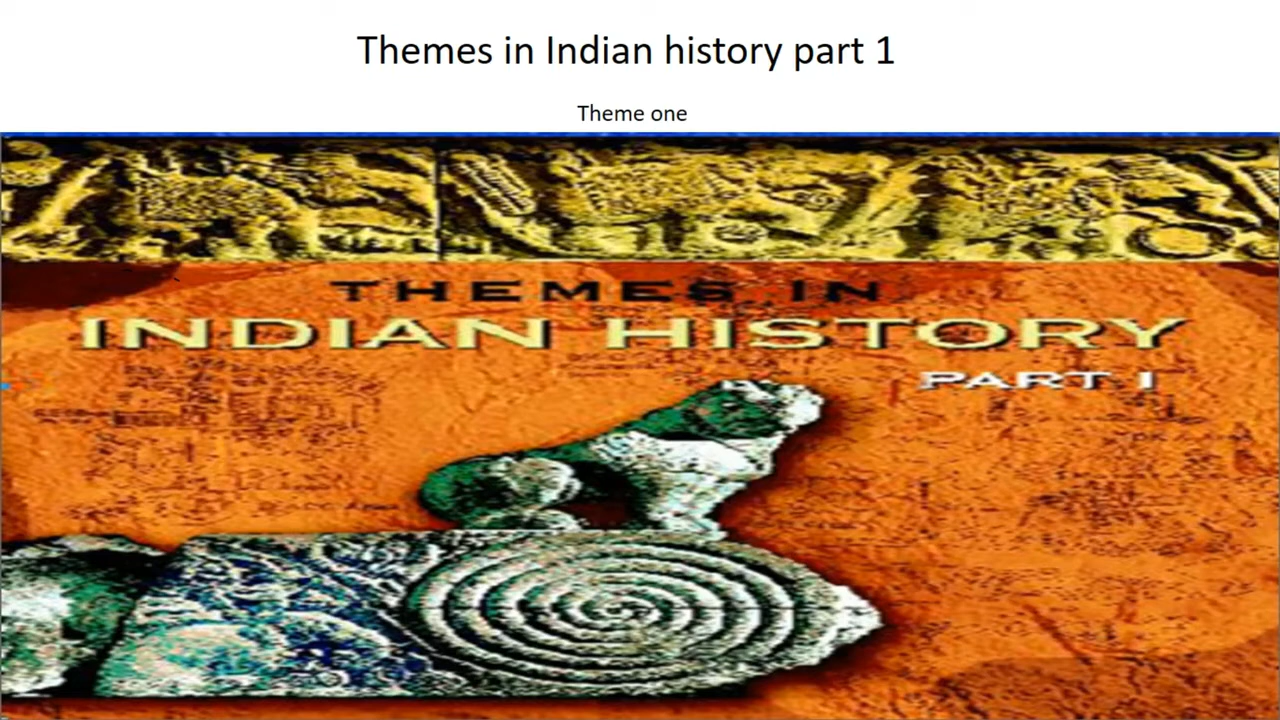 Themes in Indian history part 1
Theme one
THEMES IN
INDIAN HISTORY
PART I